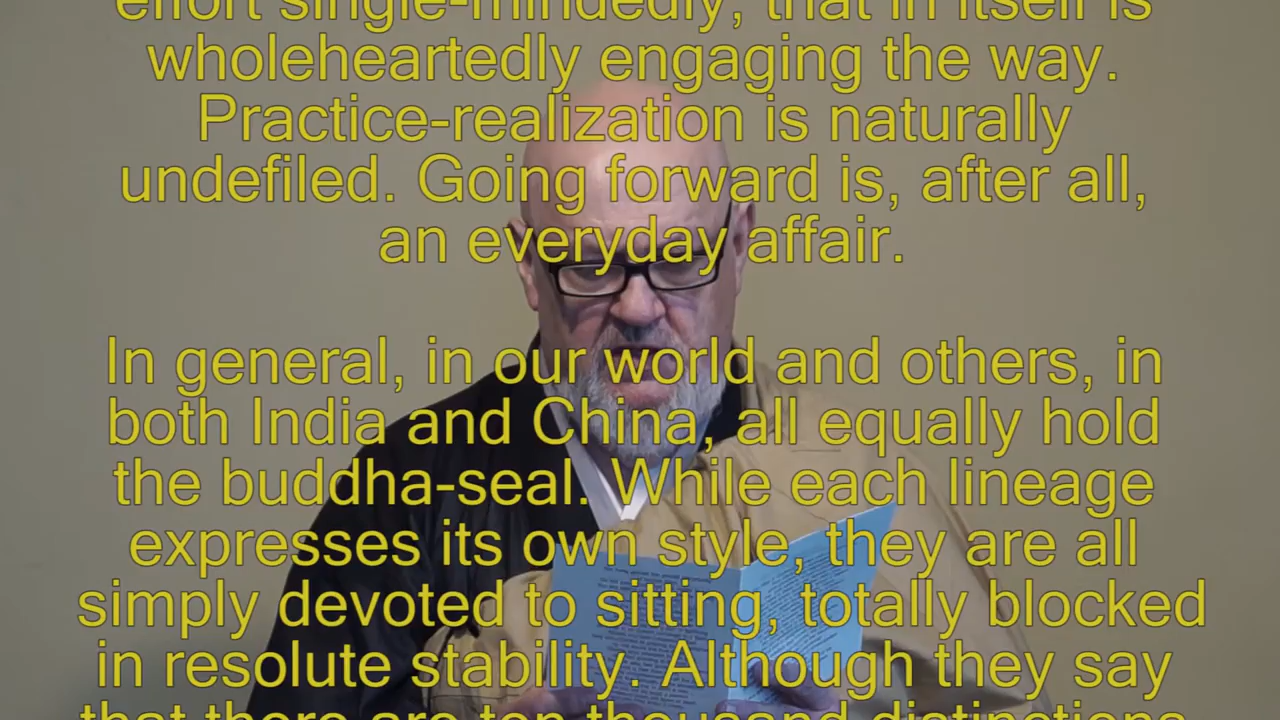 effort single-mindedly, that in itself is
wholeheartedly engaging the way.
Practice-realization is naturally
undefiled. Going forward is, after all,
an everyday affair.
In general, in our world and others, in
both India and China, all equally hold
the buddha-seal. While each lineage
expresses its own style, they are all
simply devoted to sitting, totally blocked
in resolute stability. Although they say
that there are ten thousand distinctions